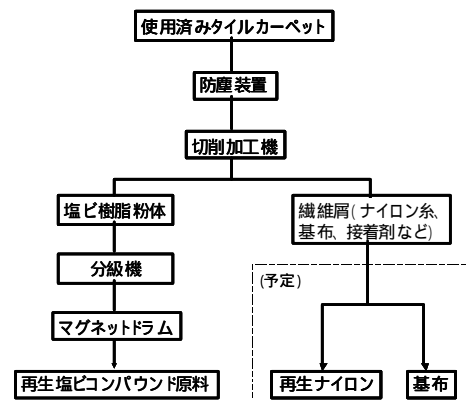 使用済みタイルカーペット
防塵装置
切削加工機
塩ビ樹脂粉体
繊維屑(ナイロン糸、
基布、接着剤など)
分級機
(予定)
マグネットドラム
再生塩ビコンパウンド原料
再生ナイロン
基布